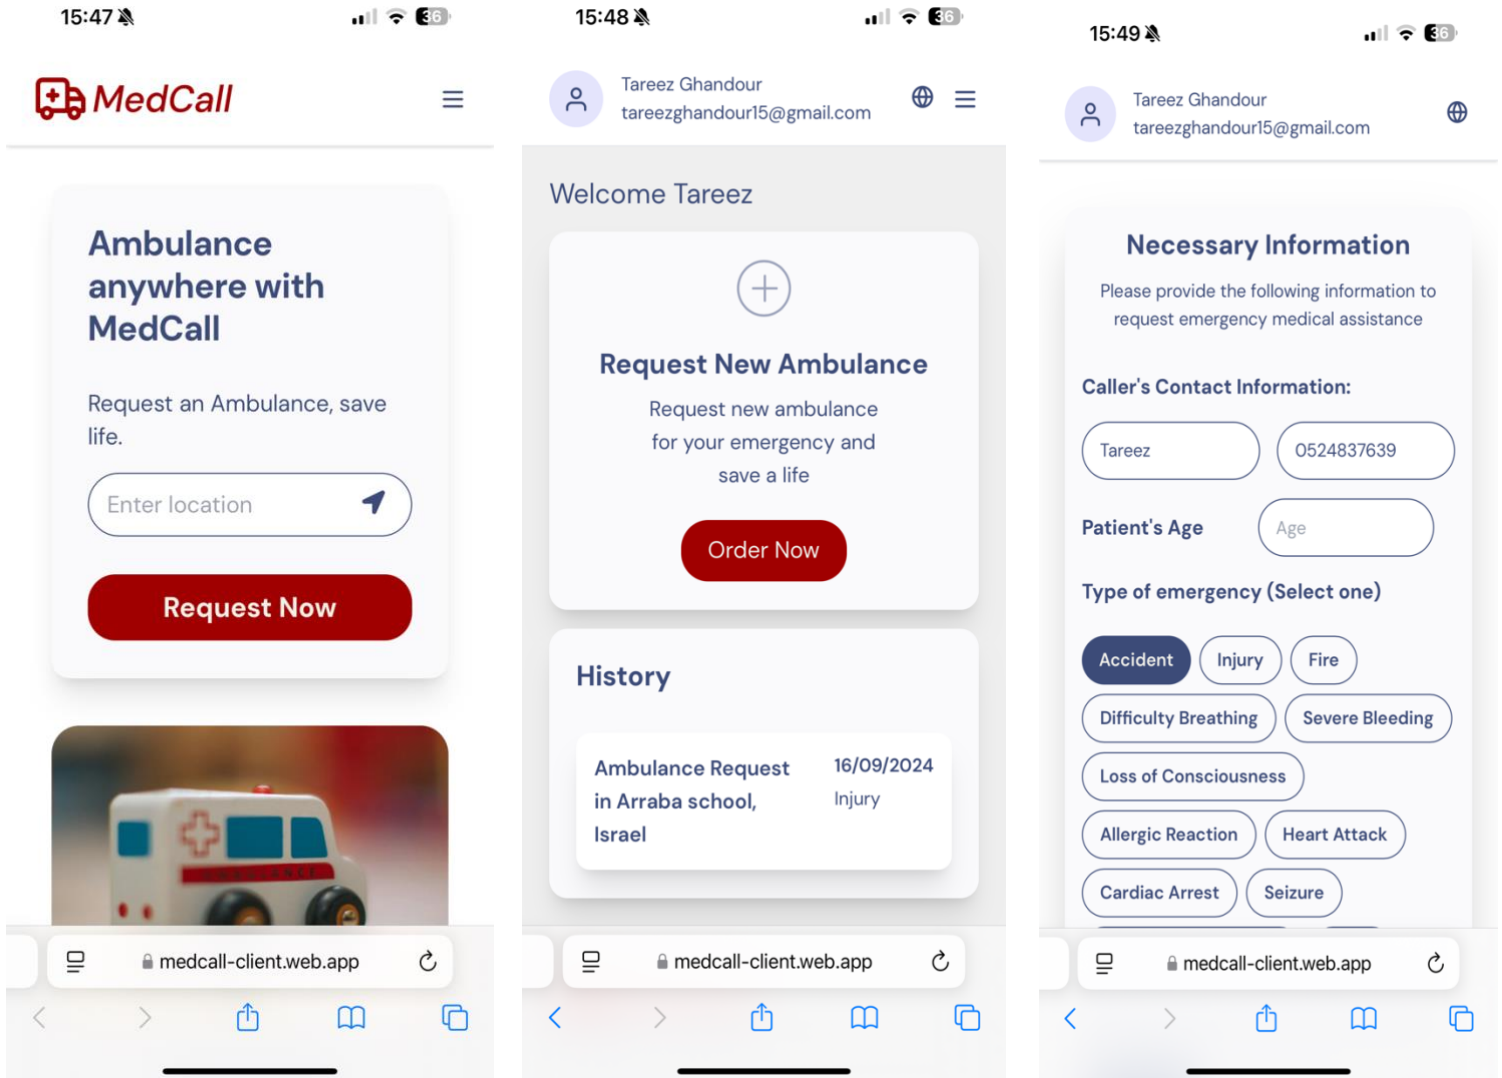 15:47
36
MedCall
Ambulance
anywhere with
MedCall
Request an Ambulance, save
life.
Enter location
Request Now
medcall-client.web.app
15:48
36
Tareez Ghandour
tareezghandour15@gmail.com
Welcome Tareez
Request New Ambulance
Request new ambulance
for your emergency and
save a life
Order Now
History
Ambulance Request
in Arraba school,
Israel
16/09/2024
Injury
medcall-client.web.app
15:49
36
Tareez Ghandour
tareezghandour15@gmail.com
Necessary Information
Please provide the following information to
request emergency medical assistance
Caller's Contact Information:
Tareez
0524837639
Patient's Age
Age
Type of emergency (Select one)
Accident
Injury
Fire
Difficulty Breathing
Severe Bleeding
Loss of Consciousness
Allergic Reaction
Heart Attack
Cardiac Arrest
Seizure
medcall-client.web.app